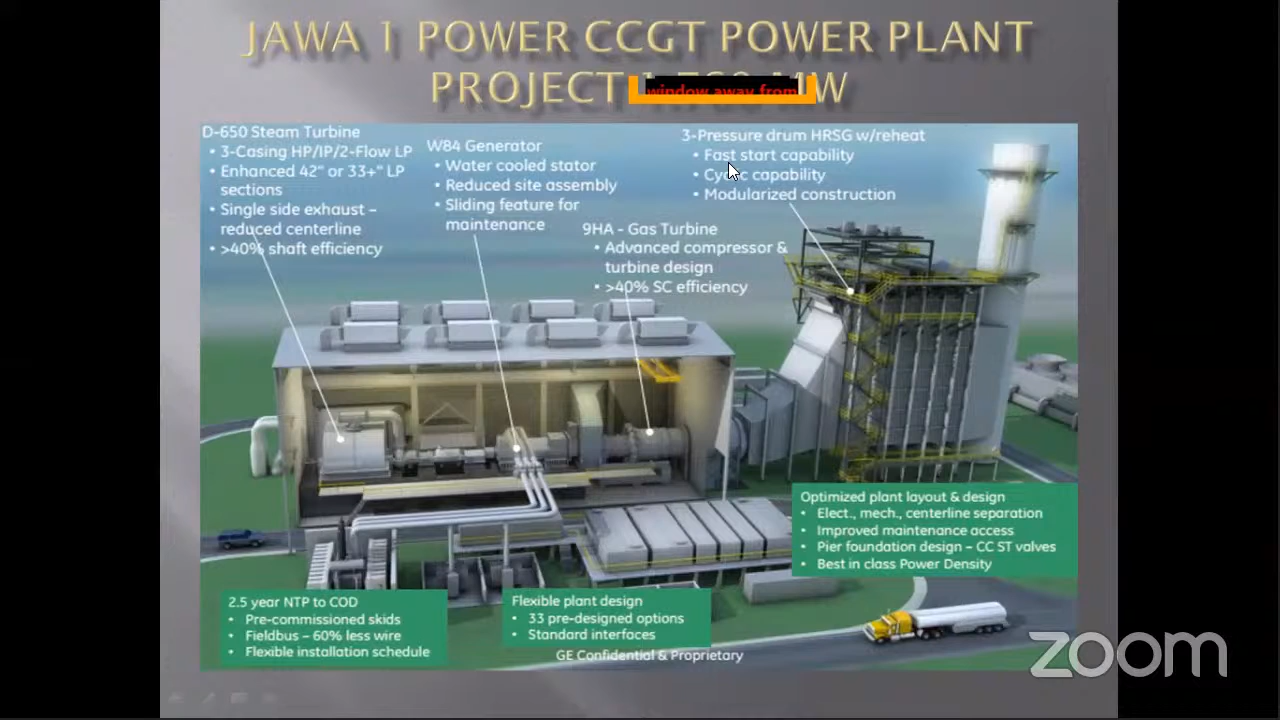 JAWA 1 POWER CCGT POWER PLANT
PROJECT MW
window away from
D-650 Steam Turbine
• 3-Casing HP/IP/2-Flow LP
• Enhanced 42" or 33+" LP
sections
• Single side exhaust –
reduced centerline
• >40% shaft efficiency
W84 Generator
• Water cooled stator
• Reduced site assembly
• Sliding feature for
maintenance
9HA - Gas Turbine
• Advanced compressor &
turbine design
• >40% SC efficiency
3-Pressure drum HRSG w/reheat
• Fast start capability
• Cyclic capability
• Modularized construction
Optimized plant layout & design
• Elect., mech., centerline separation
• Improved maintenance access
• Pier foundation design – CC ST valves
• Best in class Power Density
2.5 year NTP to COD
• Pre-commissioned skids
• Fieldbus – 60% less wire
• Flexible installation schedule
Flexible plant design
• 33 pre-designed options
• Standard interfaces
GE Confidential & Proprietary
zoom